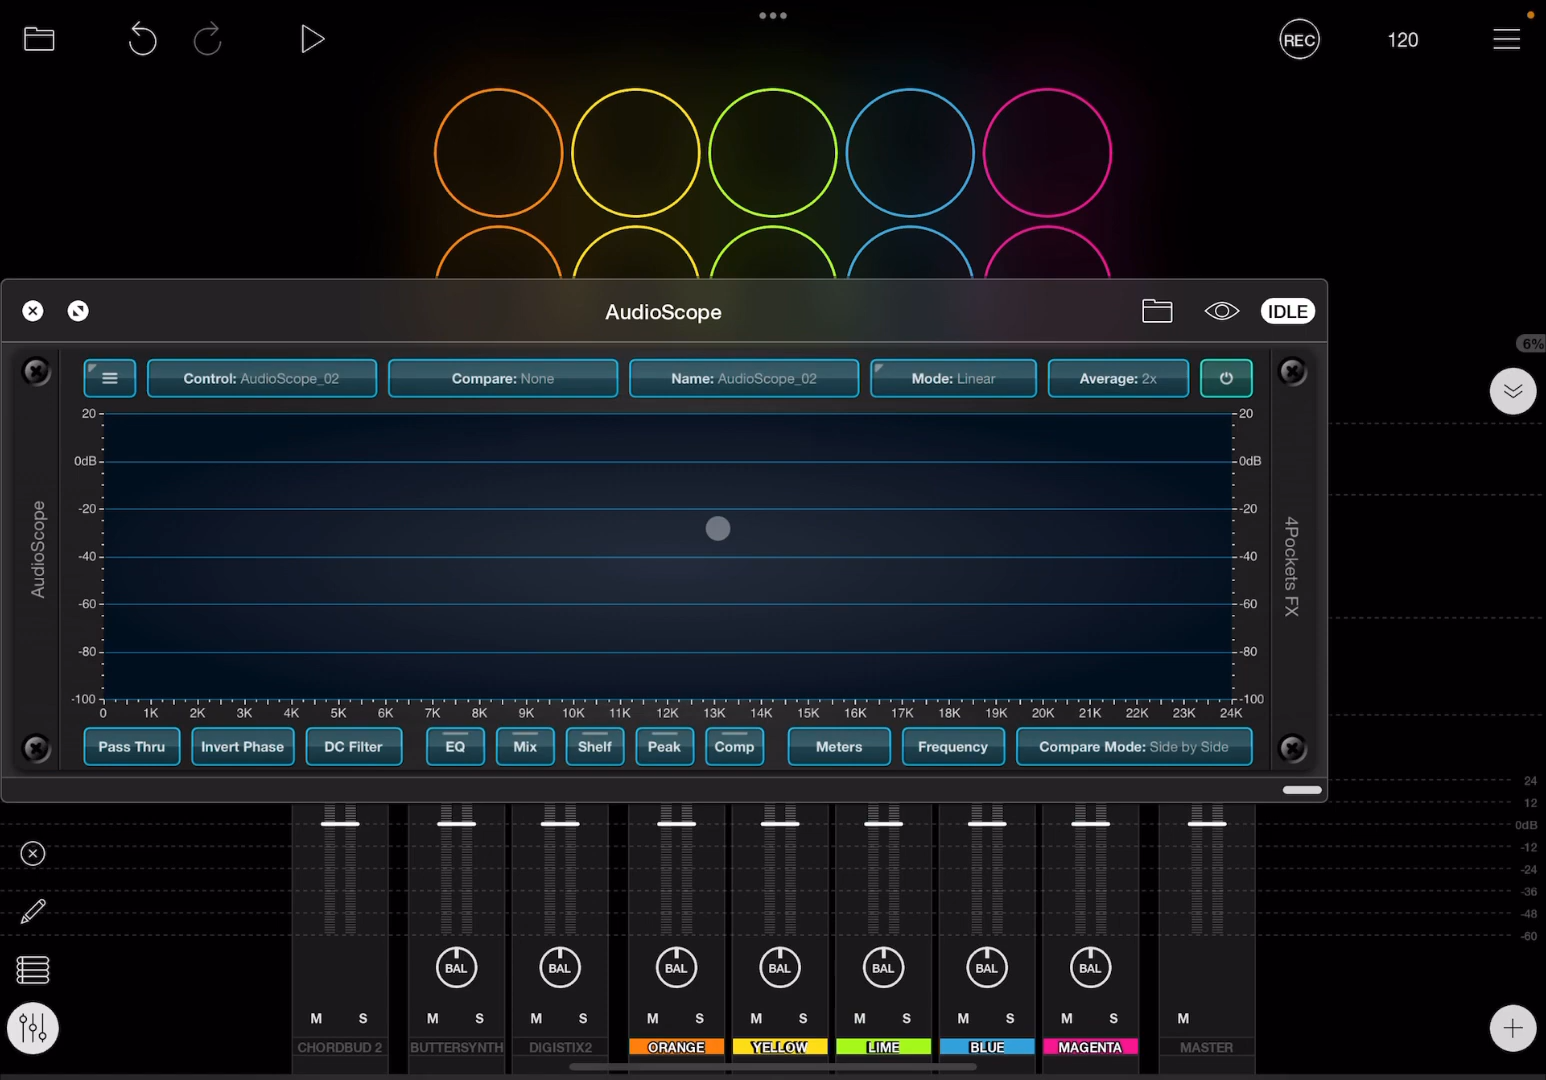 REC 120
AudioScope IDLE
6%
Control: AudioScope_02 Compare: None Name: AudioScope_02 Mode: Linear Average: 2x
20 20
0dB 0dB
-20 -20
-40 -40
-60 -60
-80 -80
-100 -100
AudioScope
4Pockets FX
0 1K 2K 3K 4K 5K 6K 7K 8K 9K 10K 11K 12K 13K 14K 15K 16K 17K 18K 19K 20K 21K 22K 23K 24K
Pass Thru Invert Phase DC Filter EQ Mix Shelf Peak Comp Meters Frequency Compare Mode: Side by Side
24
12
0dB
-12
-24
-36
-48
-60
BAL BAL BAL BAL BAL BAL BAL
M S M S M S M S M S M S M S M S M
CHORDBUD 2 BUTTERSYNTH DIGISTIX2 ORANGE YELLOW LIME BLUE MAGENTA MASTER